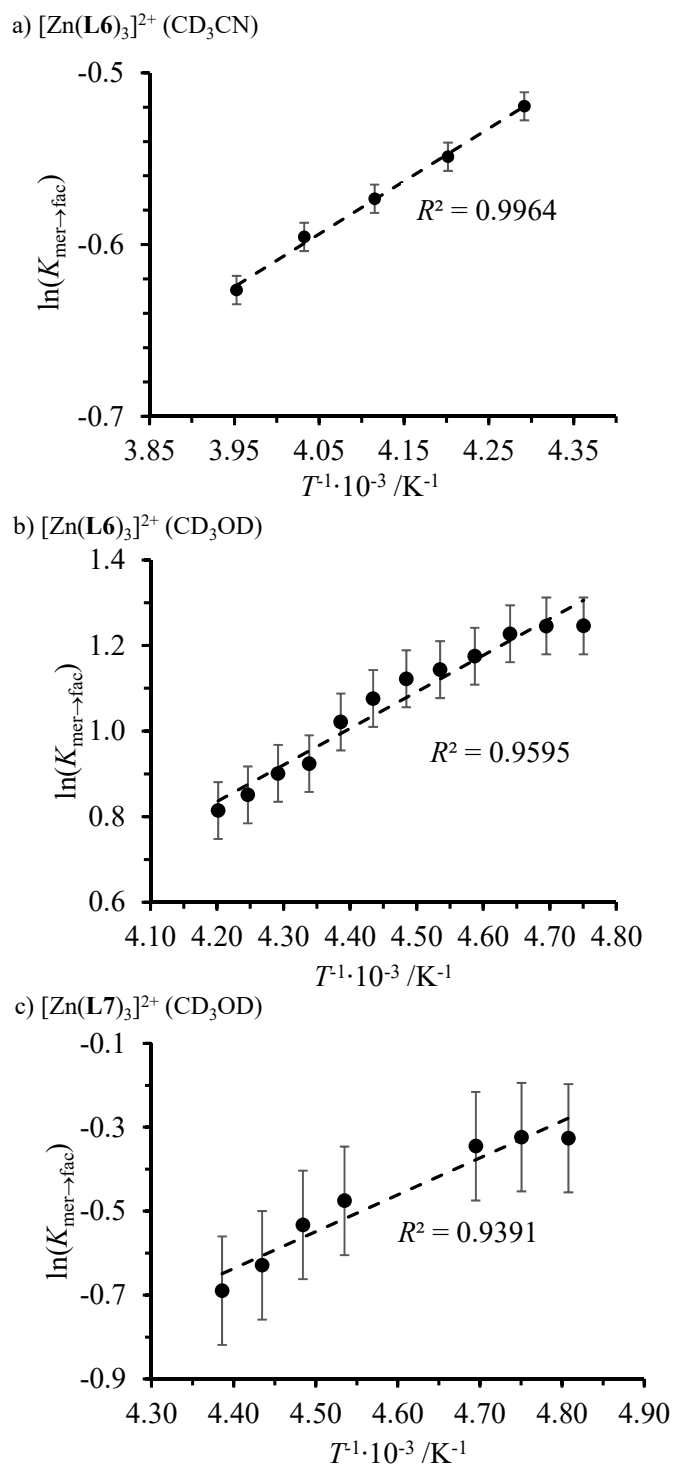 a) [Zn(L6)₃]²⁺ (CD₃CN)
-0.5
-0.6
-0.7
ln(K_mer→fac)
R² = 0.9964
3.85 3.95 4.05 4.15 4.25 4.35
T⁻¹·10⁻³ /K⁻¹
b) [Zn(L6)₃]²⁺ (CD₃OD)
1.4
1.2
1.0
0.8
0.6
ln(K_mer→fac)
R² = 0.9595
4.10 4.20 4.30 4.40 4.50 4.60 4.70 4.80
T⁻¹·10⁻³ /K⁻¹
c) [Zn(L7)₃]²⁺ (CD₃OD)
-0.1
-0.3
-0.5
-0.7
-0.9
ln(K_mer→fac)
R² = 0.9391
4.30 4.40 4.50 4.60 4.70 4.80 4.90
T⁻¹·10⁻³ /K⁻¹